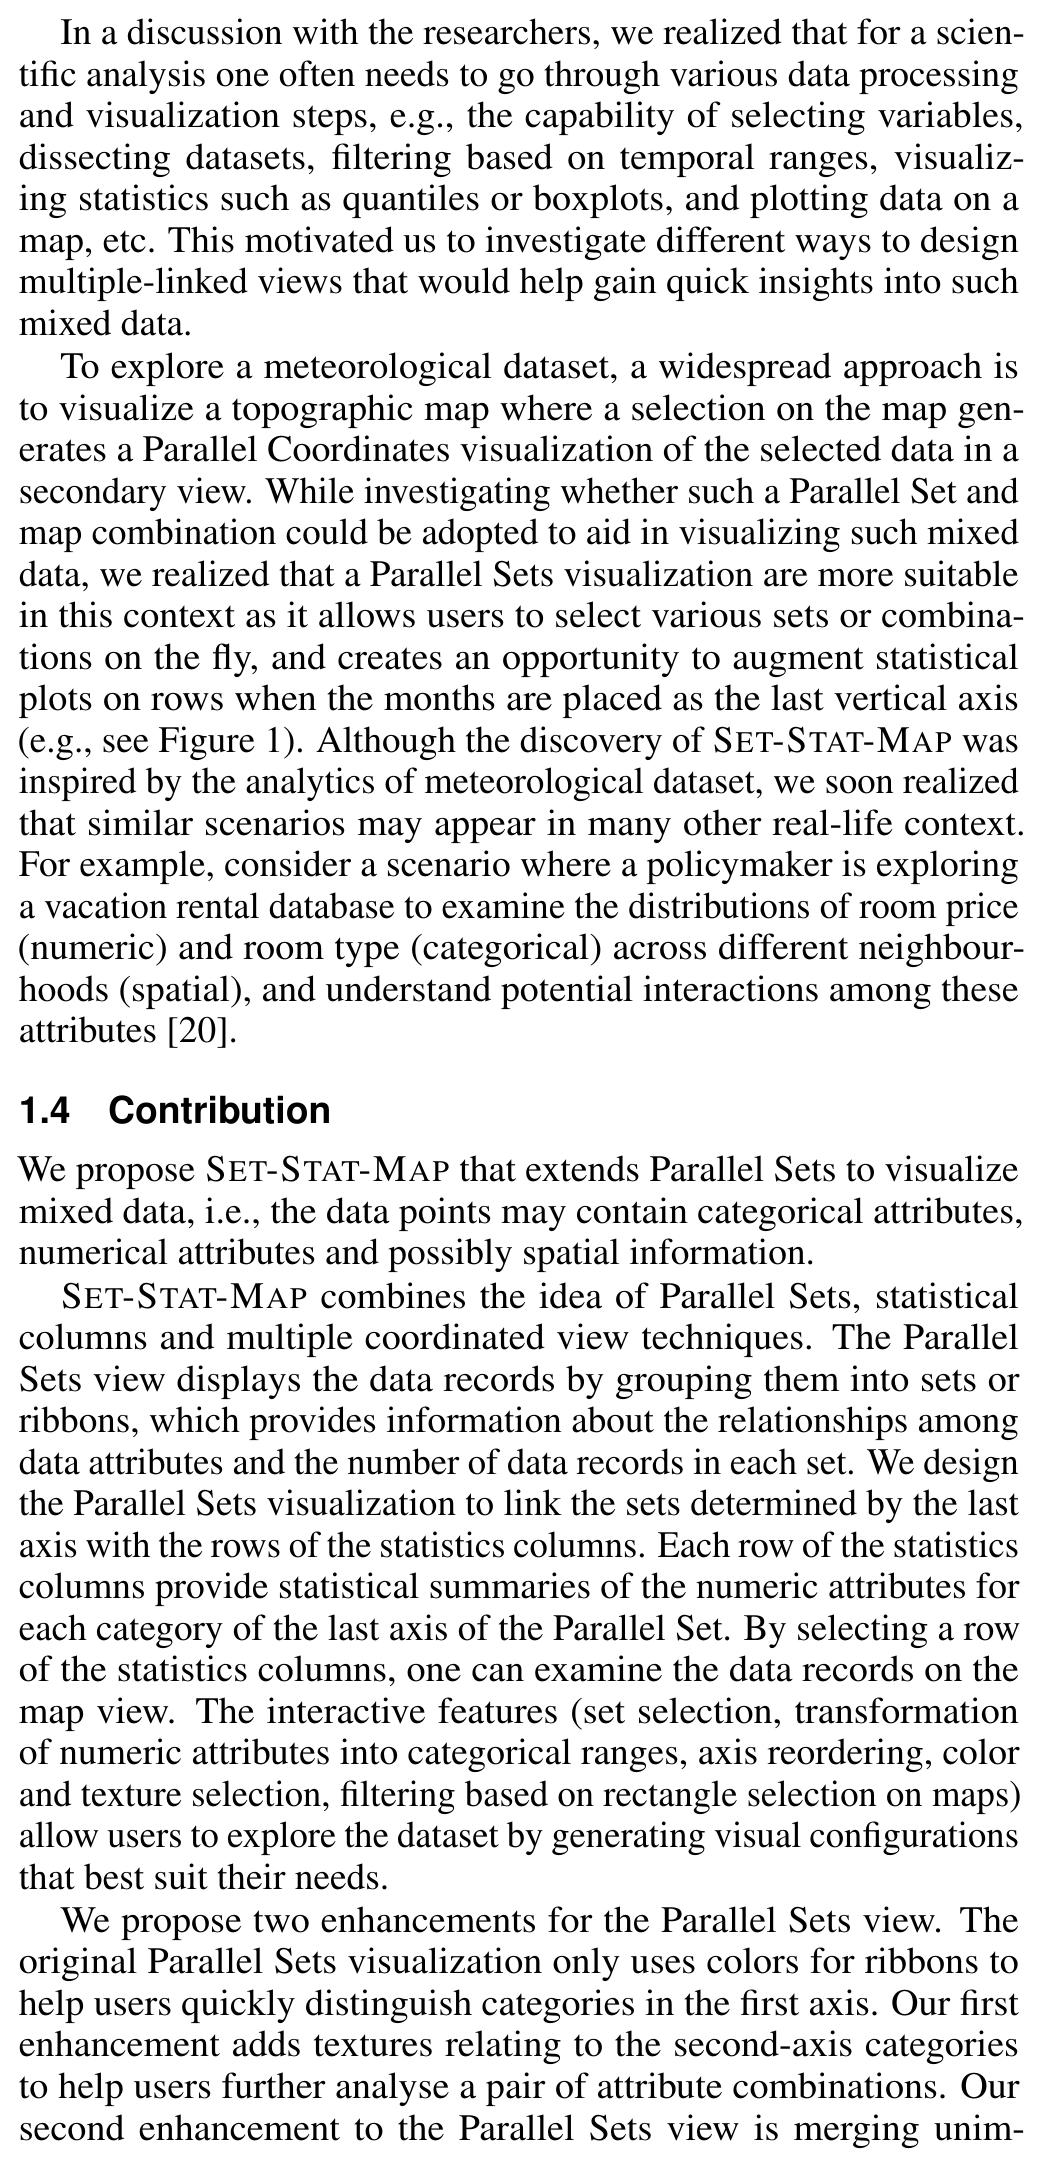 In a discussion with the researchers, we realized that for a scien-
tific analysis one often needs to go through various data processing
and visualization steps, e.g., the capability of selecting variables,
dissecting datasets, filtering based on temporal ranges, visualiz-
ing statistics such as quantiles or boxplots, and plotting data on a
map, etc. This motivated us to investigate different ways to design
multiple-linked views that would help gain quick insights into such
mixed data.
To explore a meteorological dataset, a widespread approach is
to visualize a topographic map where a selection on the map gen-
erates a Parallel Coordinates visualization of the selected data in a
secondary view. While investigating whether such a Parallel Set and
map combination could be adopted to aid in visualizing such mixed
data, we realized that a Parallel Sets visualization are more suitable
in this context as it allows users to select various sets or combina-
tions on the fly, and creates an opportunity to augment statistical
plots on rows when the months are placed as the last vertical axis
(e.g., see Figure 1). Although the discovery of SET-STAT-MAP was
inspired by the analytics of meteorological dataset, we soon realized
that similar scenarios may appear in many other real-life context.
For example, consider a scenario where a policymaker is exploring
a vacation rental database to examine the distributions of room price
(numeric) and room type (categorical) across different neighbour-
hoods (spatial), and understand potential interactions among these
attributes [20].
1.4 Contribution
We propose SET-STAT-MAP that extends Parallel Sets to visualize
mixed data, i.e., the data points may contain categorical attributes,
numerical attributes and possibly spatial information.
SET-STAT-MAP combines the idea of Parallel Sets, statistical
columns and multiple coordinated view techniques. The Parallel
Sets view displays the data records by grouping them into sets or
ribbons, which provides information about the relationships among
data attributes and the number of data records in each set. We design
the Parallel Sets visualization to link the sets determined by the last
axis with the rows of the statistics columns. Each row of the statistics
columns provide statistical summaries of the numeric attributes for
each category of the last axis of the Parallel Set. By selecting a row
of the statistics columns, one can examine the data records on the
map view. The interactive features (set selection, transformation
of numeric attributes into categorical ranges, axis reordering, color
and texture selection, filtering based on rectangle selection on maps)
allow users to explore the dataset by generating visual configurations
that best suit their needs.
We propose two enhancements for the Parallel Sets view. The
original Parallel Sets visualization only uses colors for ribbons to
help users quickly distinguish categories in the first axis. Our first
enhancement adds textures relating to the second-axis categories
to help users further analyse a pair of attribute combinations. Our
second enhancement to the Parallel Sets view is merging unim-